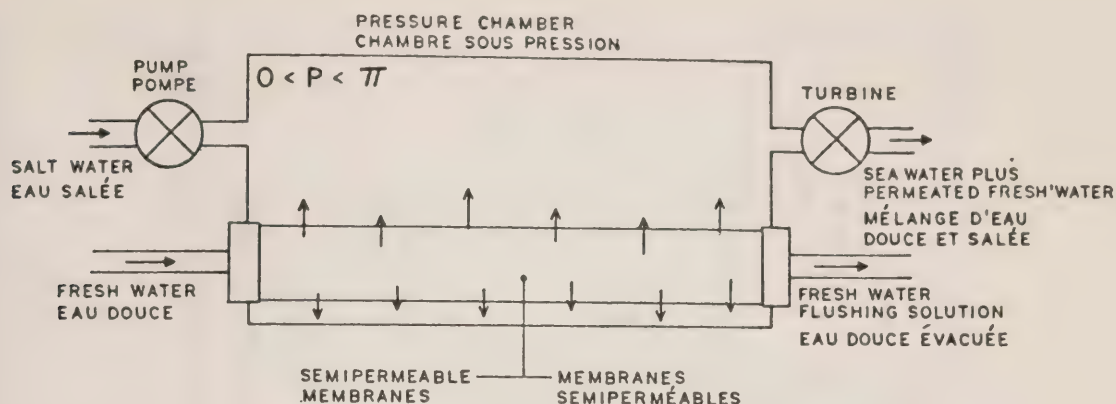 PRESSURE CHAMBER
CHAMBRE SOUS PRESSION
PUMP
POMPE
O < P < π
TURBINE
SALT WATER
EAU SALÉE
SEA WATER PLUS
PERMEATED FRESH'WATER
MÉLANGE D'EAU
DOUCE ET SALÉE
FRESH WATER
EAU DOUCE
FRESH WATER
FLUSHING SOLUTION
EAU DOUCE ÉVACUÉE
SEMIPERMEABLE
MEMBRANES
MEMBRANES
SEMIPERMÉABLES